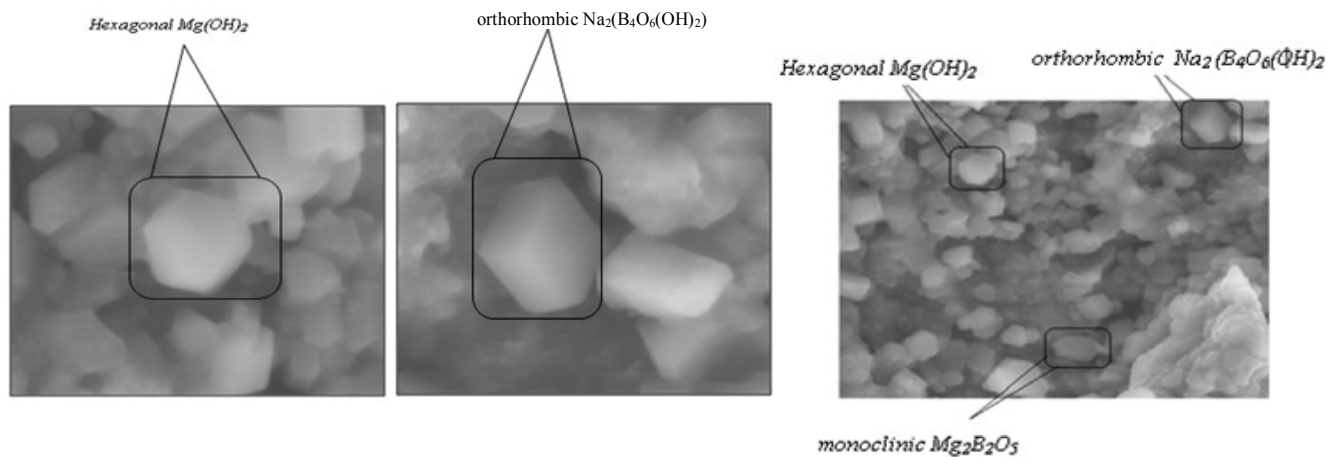 Hexagonal Mg(OH)2
orthorhombic Na₂(B₄O₆(OH)₂)
Hexagonal Mg(OH)2
orthorhombic Na2(B4O6(OH)2
monoclinic Mg2B2O5